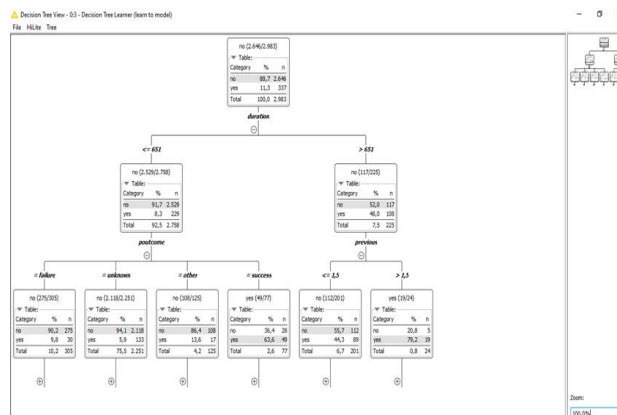 Decision Tree View - 0:3 - Decision Tree Learner (learn to model)
File HiLite Tree
no (2.646/2.983)
Table:
Category % n
no 88,7 2.646
yes 11,3 337
Total 100,0 2.983
duration
<= 651
> 651
no (2.529/2.758)
Table:
Category % n
no 91,7 2.529
yes 8,3 229
Total 92,5 2.758
poutcome
no (117/225)
Table:
Category % n
no 52,0 117
yes 48,0 108
Total 7,5 225
previous
= failure
= unknown
= other
= success
<= 1,5
> 1,5
no (275/305)
Table:
Category % n
no 90,2 275
yes 9,8 30
Total 10,2 305
no (2.118/2.251)
Table:
Category % n
no 94,1 2.118
yes 5,9 133
Total 75,5 2.251
no (108/125)
Table:
Category % n
no 86,4 108
yes 13,6 17
Total 4,2 125
yes (49/77)
Table:
Category % n
no 36,4 28
yes 63,6 49
Total 2,6 77
no (112/201)
Table:
Category % n
no 55,7 112
yes 44,3 89
Total 6,7 201
yes (19/24)
Table:
Category % n
no 20,8 5
yes 79,2 19
Total 0,8 24
Zoom:
100.0%